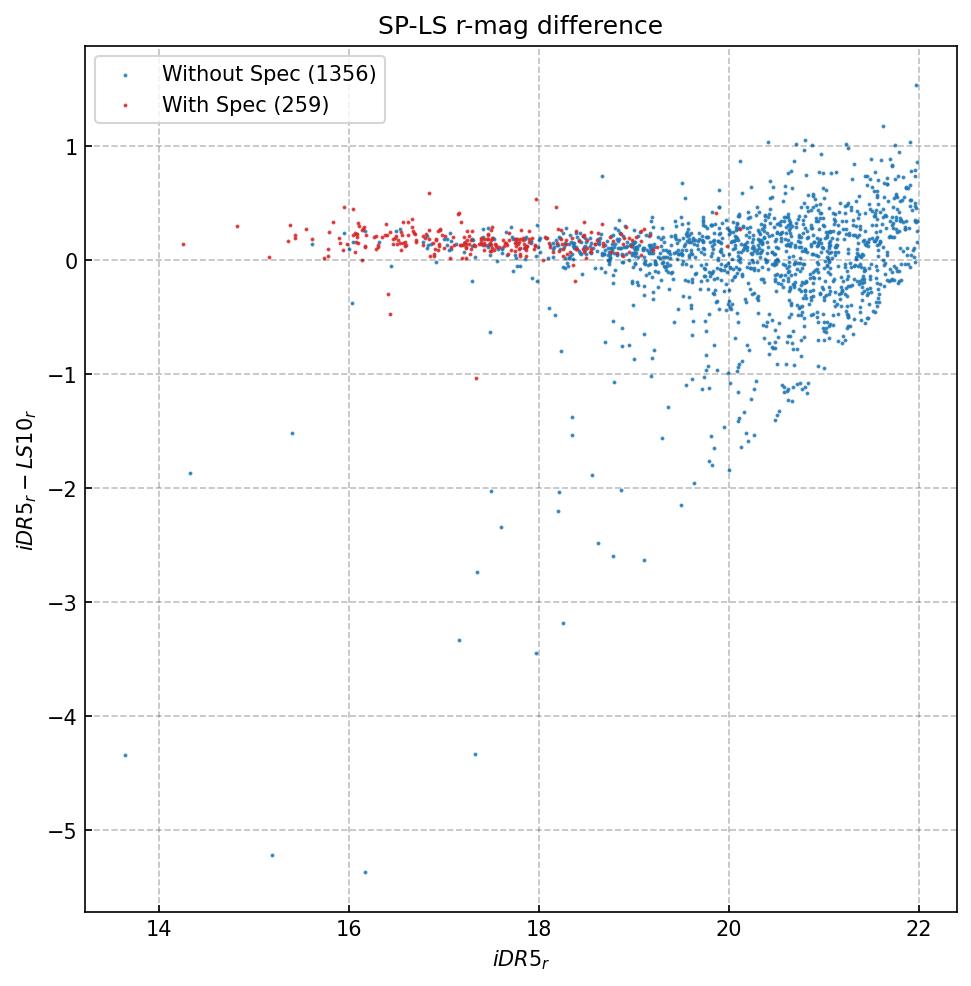 SP-LS r-mag difference
Without Spec (1356)
With Spec (259)
1
0
−1
−2
−3
−4
−5
iDR5r − LS10r
14
16
18
20
22
iDR5r